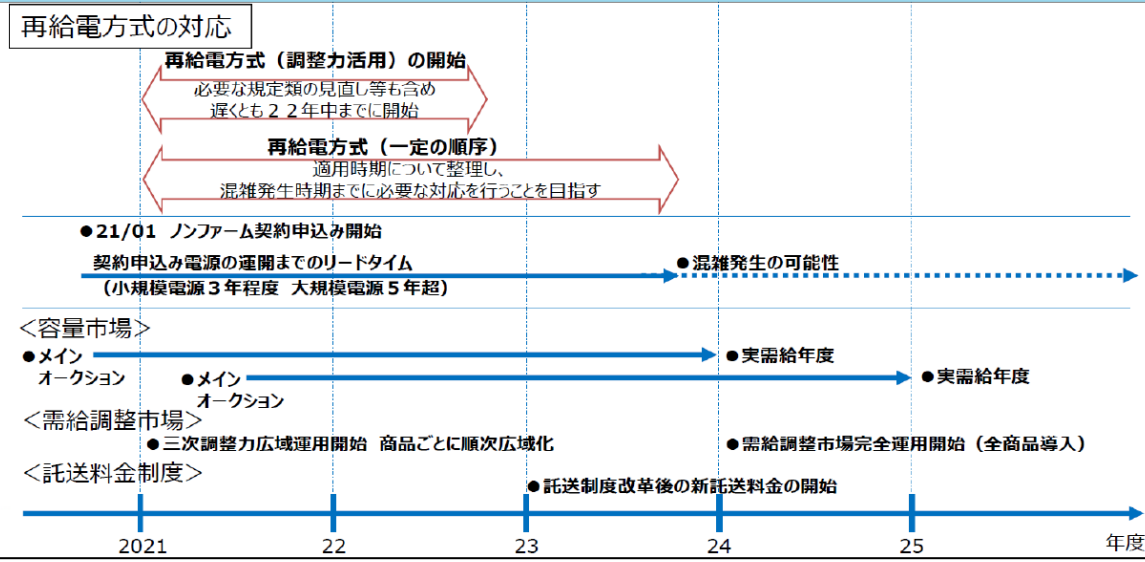 再給電方式の対応
再給電方式（調整力活用）の開始
必要な規定類の見直し等も含め
遅くとも２２年中までに開始
再給電方式（一定の順序）
適用時期について整理し、
混雑発生時期までに必要な対応を行うことを目指す
●21/01 ノンファーム契約申込み開始
契約申込み電源の運開までのリードタイム
（小規模電源３年程度 大規模電源５年超）
●混雑発生の可能性
＜容量市場＞
●メイン
オークション
●実需給年度
●メイン
オークション
●実需給年度
＜需給調整市場＞
●三次調整力広域運用開始 商品ごとに順次広域化
●需給調整市場完全運用開始（全商品導入）
＜託送料金制度＞
●託送制度改革後の新託送料金の開始
2021 22 23 24 25 年度